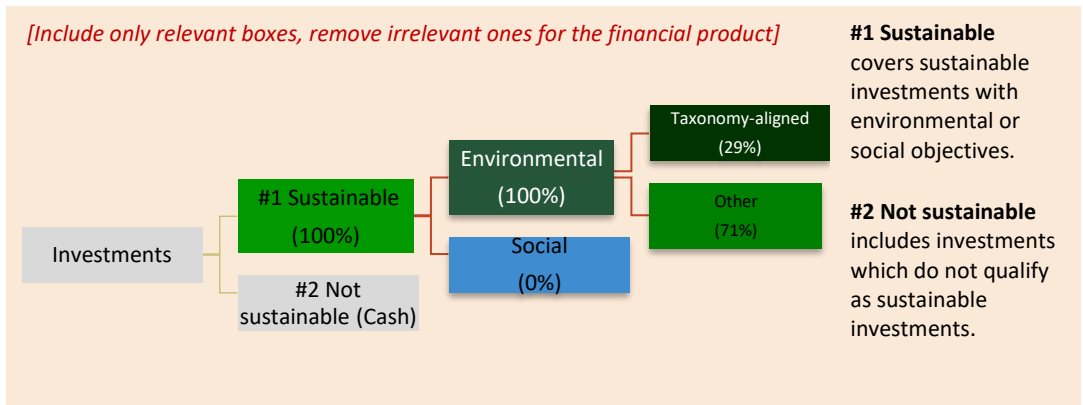 [Include only relevant boxes, remove irrelevant ones for the financial product]
Investments
#1 Sustainable
(100%)
#2 Not
sustainable (Cash)
Environmental
(100%)
Social
(0%)
Taxonomy-aligned
(29%)
Other
(71%)
#1 Sustainable
covers sustainable
investments with
environmental or
social objectives.
#2 Not sustainable
includes investments
which do not qualify
as sustainable
investments.